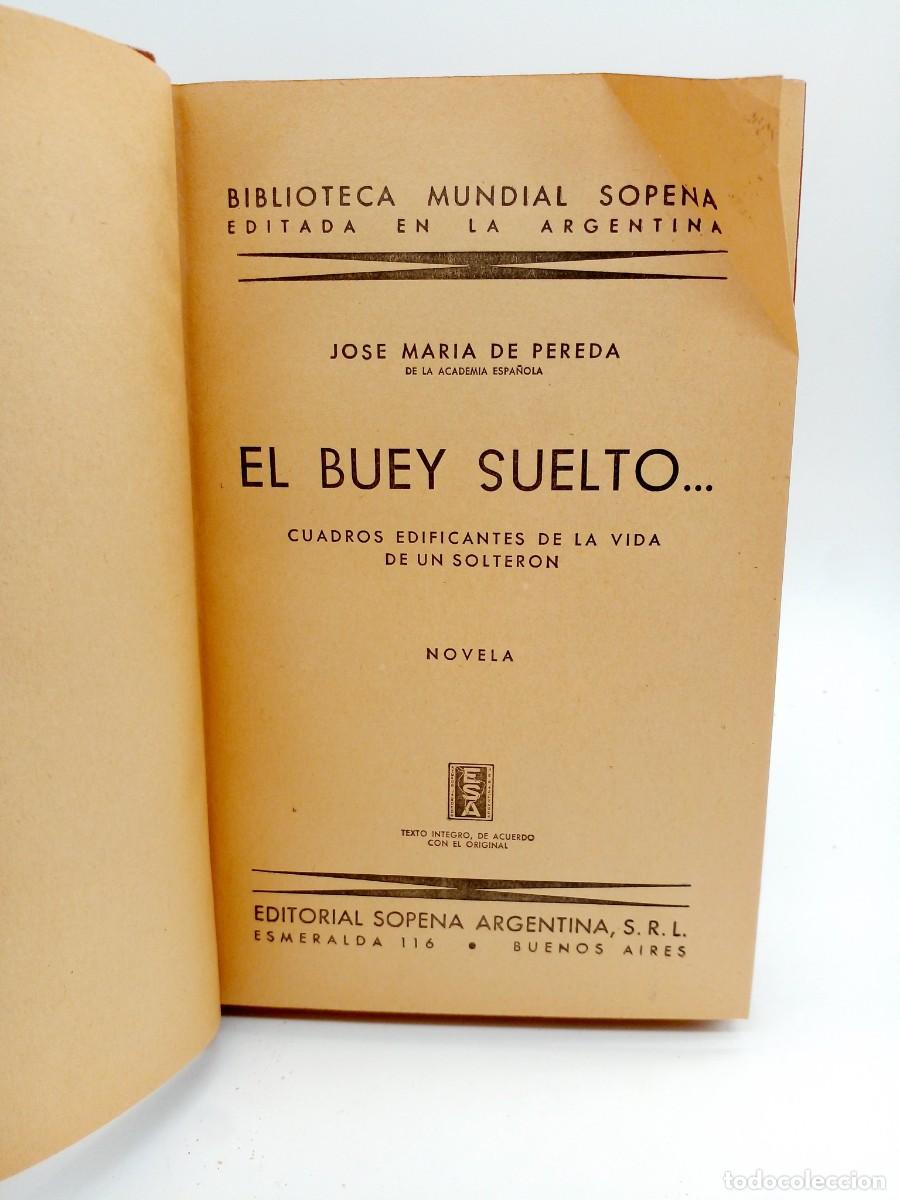 BIBLIOTECA MUNDIAL SOPENA
EDITADA EN LA ARGENTINA
JOSE MARIA DE PEREDA
DE LA ACADEMIA ESPAÑOLA
EL BUEY SUELTO...
CUADROS EDIFICANTES DE LA VIDA
DE UN SOLTERON
NOVELA
ESA
TEXTO INTEGRO, DE ACUERDO
CON EL ORIGINAL
EDITORIAL SOPENA ARGENTINA, S. R. L.
ESMERALDA 116 • BUENOS AIRES
todocoleccion